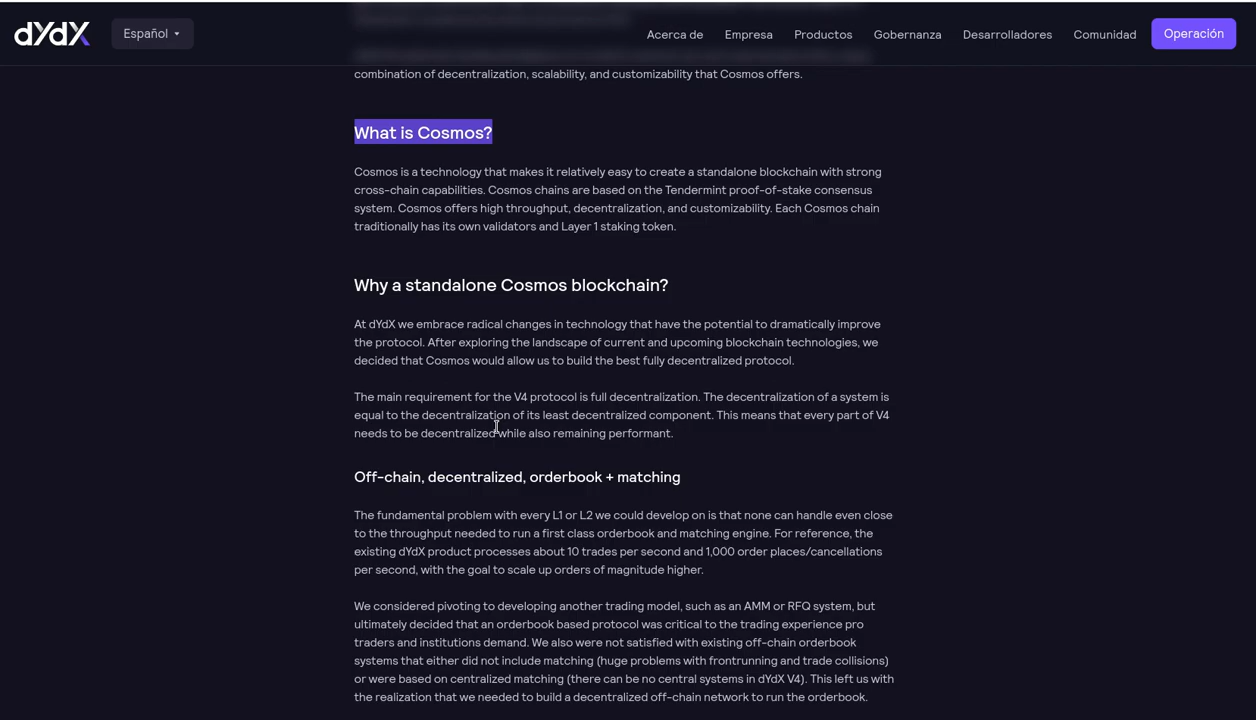 dYdX
Español
Acerca de
Empresa
Productos
Gobernanza
Desarrolladores
Comunidad
Operación
combination of decentralization, scalability, and customizability that Cosmos offers.
What is Cosmos?
Cosmos is a technology that makes it relatively easy to create a standalone blockchain with strong
cross-chain capabilities. Cosmos chains are based on the Tendermint proof-of-stake consensus
system. Cosmos offers high throughput, decentralization, and customizability. Each Cosmos chain
traditionally has its own validators and Layer 1 staking token.
Why a standalone Cosmos blockchain?
At dYdX we embrace radical changes in technology that have the potential to dramatically improve
the protocol. After exploring the landscape of current and upcoming blockchain technologies, we
decided that Cosmos would allow us to build the best fully decentralized protocol.
The main requirement for the V4 protocol is full decentralization. The decentralization of a system is
equal to the decentralization of its least decentralized component. This means that every part of V4
needs to be decentralized while also remaining performant.
Off-chain, decentralized, orderbook + matching
The fundamental problem with every L1 or L2 we could develop on is that none can handle even close
to the throughput needed to run a first class orderbook and matching engine. For reference, the
existing dYdX product processes about 10 trades per second and 1,000 order places/cancellations
per second, with the goal to scale up orders of magnitude higher.
We considered pivoting to developing another trading model, such as an AMM or RFQ system, but
ultimately decided that an orderbook based protocol was critical to the trading experience pro
traders and institutions demand. We also were not satisfied with existing off-chain orderbook
systems that either did not include matching (huge problems with frontrunning and trade collisions)
or were based on centralized matching (there can be no central systems in dYdX V4). This left us with
the realization that we needed to build a decentralized off-chain network to run the orderbook.